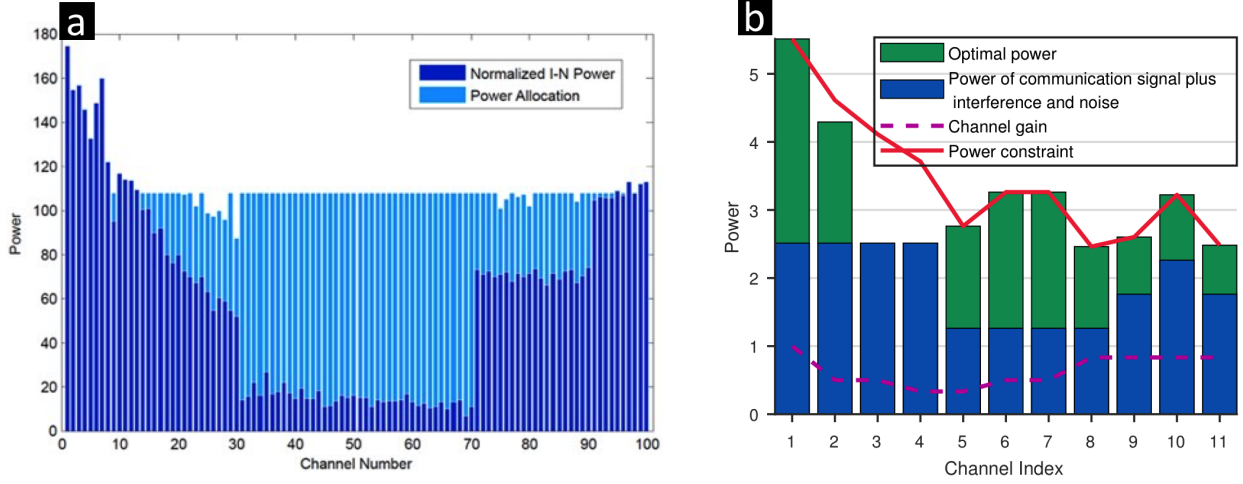 a
180
160
140
120
100
80
60
40
20
0
Power
Normalized I-N Power
Power Allocation
0 10 20 30 40 50 60 70 80 90 100
Channel Number
b
5
4
3
2
1
0
Power
Optimal power
Power of communication signal plus
interference and noise
Channel gain
Power constraint
1 2 3 4 5 6 7 8 9 10 11
Channel Index